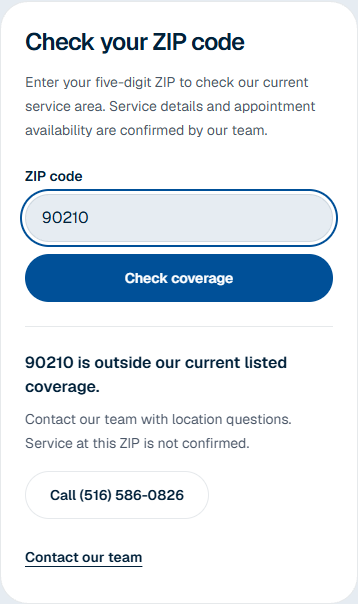 Check your ZIP code
Enter your five-digit ZIP to check our current
service area. Service details and appointment
availability are confirmed by our team.
ZIP code
90210
Check coverage
90210 is outside our current listed
coverage.
Contact our team with location questions.
Service at this ZIP is not confirmed.
Call (516) 586-0826
Contact our team